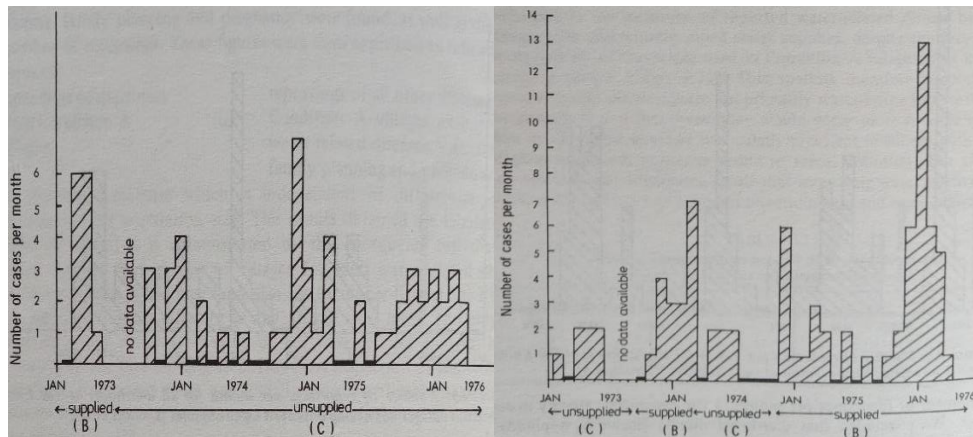 Number of cases per month
6
5
4
3
2
1
no data available
JAN 1973 JAN 1974 JAN 1975 JAN 1976
supplied unsupplied
(B) (C)
Number of cases per month
14
13
12
11
10
9
8
7
6
5
4
3
2
1
no data available
JAN 1973 JAN 1974 JAN 1975 JAN 1976
unsupplied supplied unsupplied supplied
(C) (B) (C) (B)